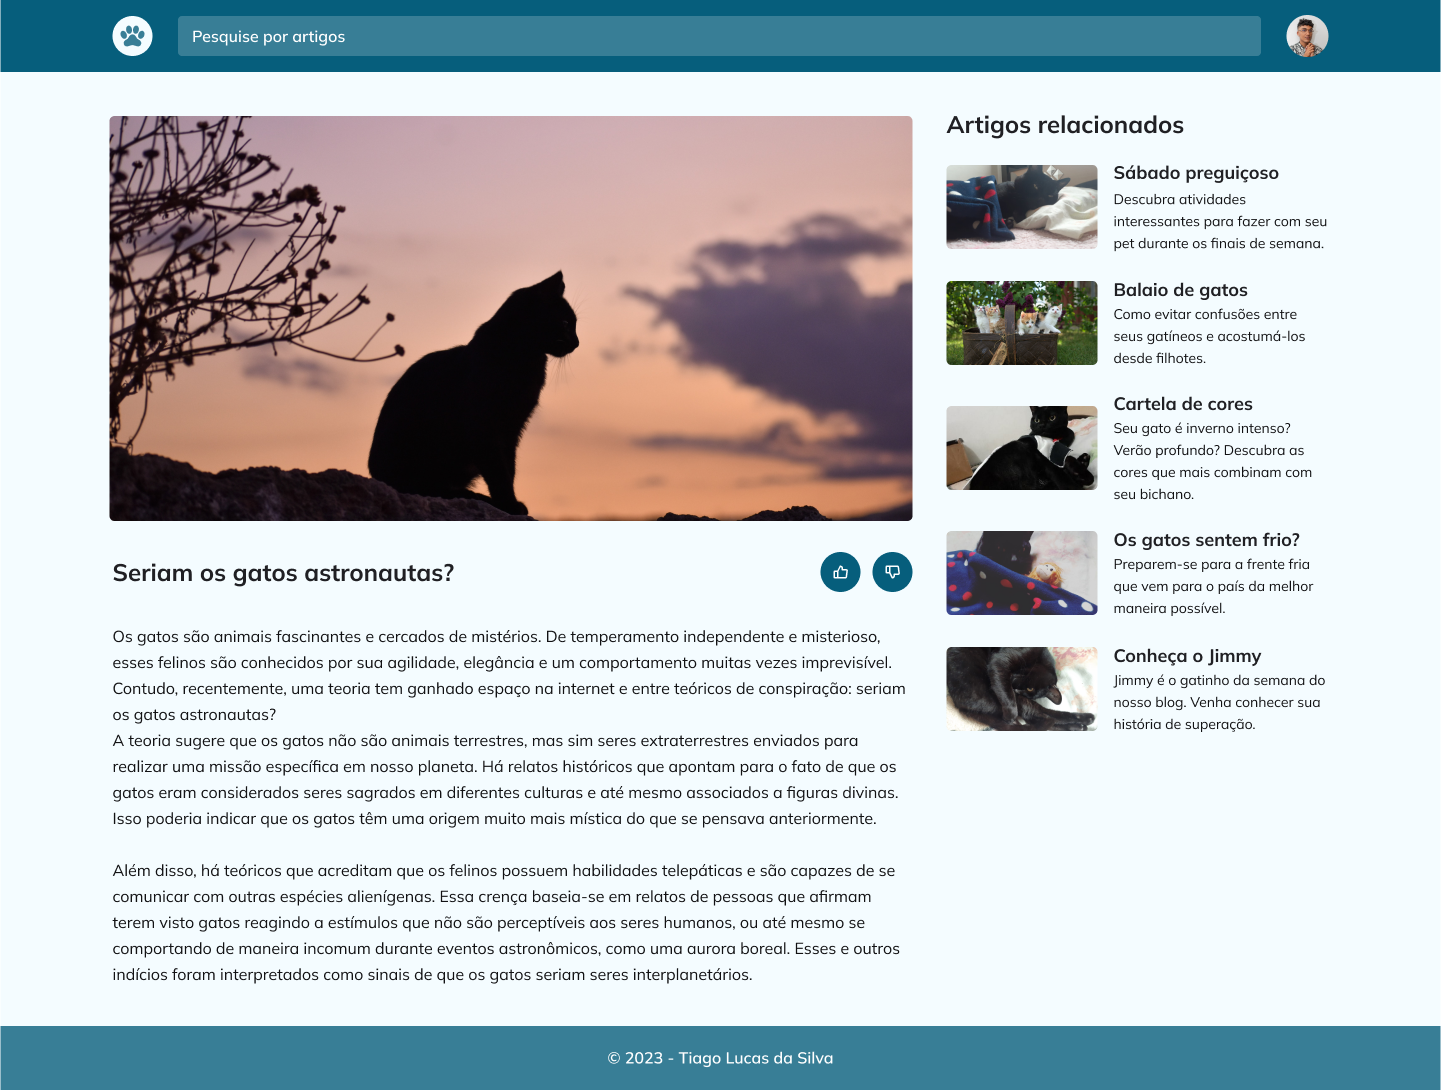 Pesquise por artigos
Seriam os gatos astronautas?
Os gatos são animais fascinantes e cercados de mistérios. De temperamento independente e misterioso,
esses felinos são conhecidos por sua agilidade, elegância e um comportamento muitas vezes imprevisível.
Contudo, recentemente, uma teoria tem ganhado espaço na internet e entre teóricos de conspiração: seriam
os gatos astronautas?
A teoria sugere que os gatos não são animais terrestres, mas sim seres extraterrestres enviados para
realizar uma missão específica em nosso planeta. Há relatos históricos que apontam para o fato de que os
gatos eram considerados seres sagrados em diferentes culturas e até mesmo associados a figuras divinas.
Isso poderia indicar que os gatos têm uma origem muito mais mística do que se pensava anteriormente.
Além disso, há teóricos que acreditam que os felinos possuem habilidades telepáticas e são capazes de se
comunicar com outras espécies alienígenas. Essa crença baseia-se em relatos de pessoas que afirmam
terem visto gatos reagindo a estímulos que não são perceptíveis aos seres humanos, ou até mesmo se
comportando de maneira incomum durante eventos astronômicos, como uma aurora boreal. Esses e outros
indícios foram interpretados como sinais de que os gatos seriam seres interplanetários.
Artigos relacionados
Sábado preguiçoso
Descubra atividades
interessantes para fazer com seu
pet durante os finais de semana.
Balaio de gatos
Como evitar confusões entre
seus gatíneos e acostumá-los
desde filhotes.
Cartela de cores
Seu gato é inverno intenso?
Verão profundo? Descubra as
cores que mais combinam com
seu bichano.
Os gatos sentem frio?
Preparem-se para a frente fria
que vem para o país da melhor
maneira possível.
Conheça o Jimmy
Jimmy é o gatinho da semana do
nosso blog. Venha conhecer sua
história de superação.
© 2023 - Tiago Lucas da Silva